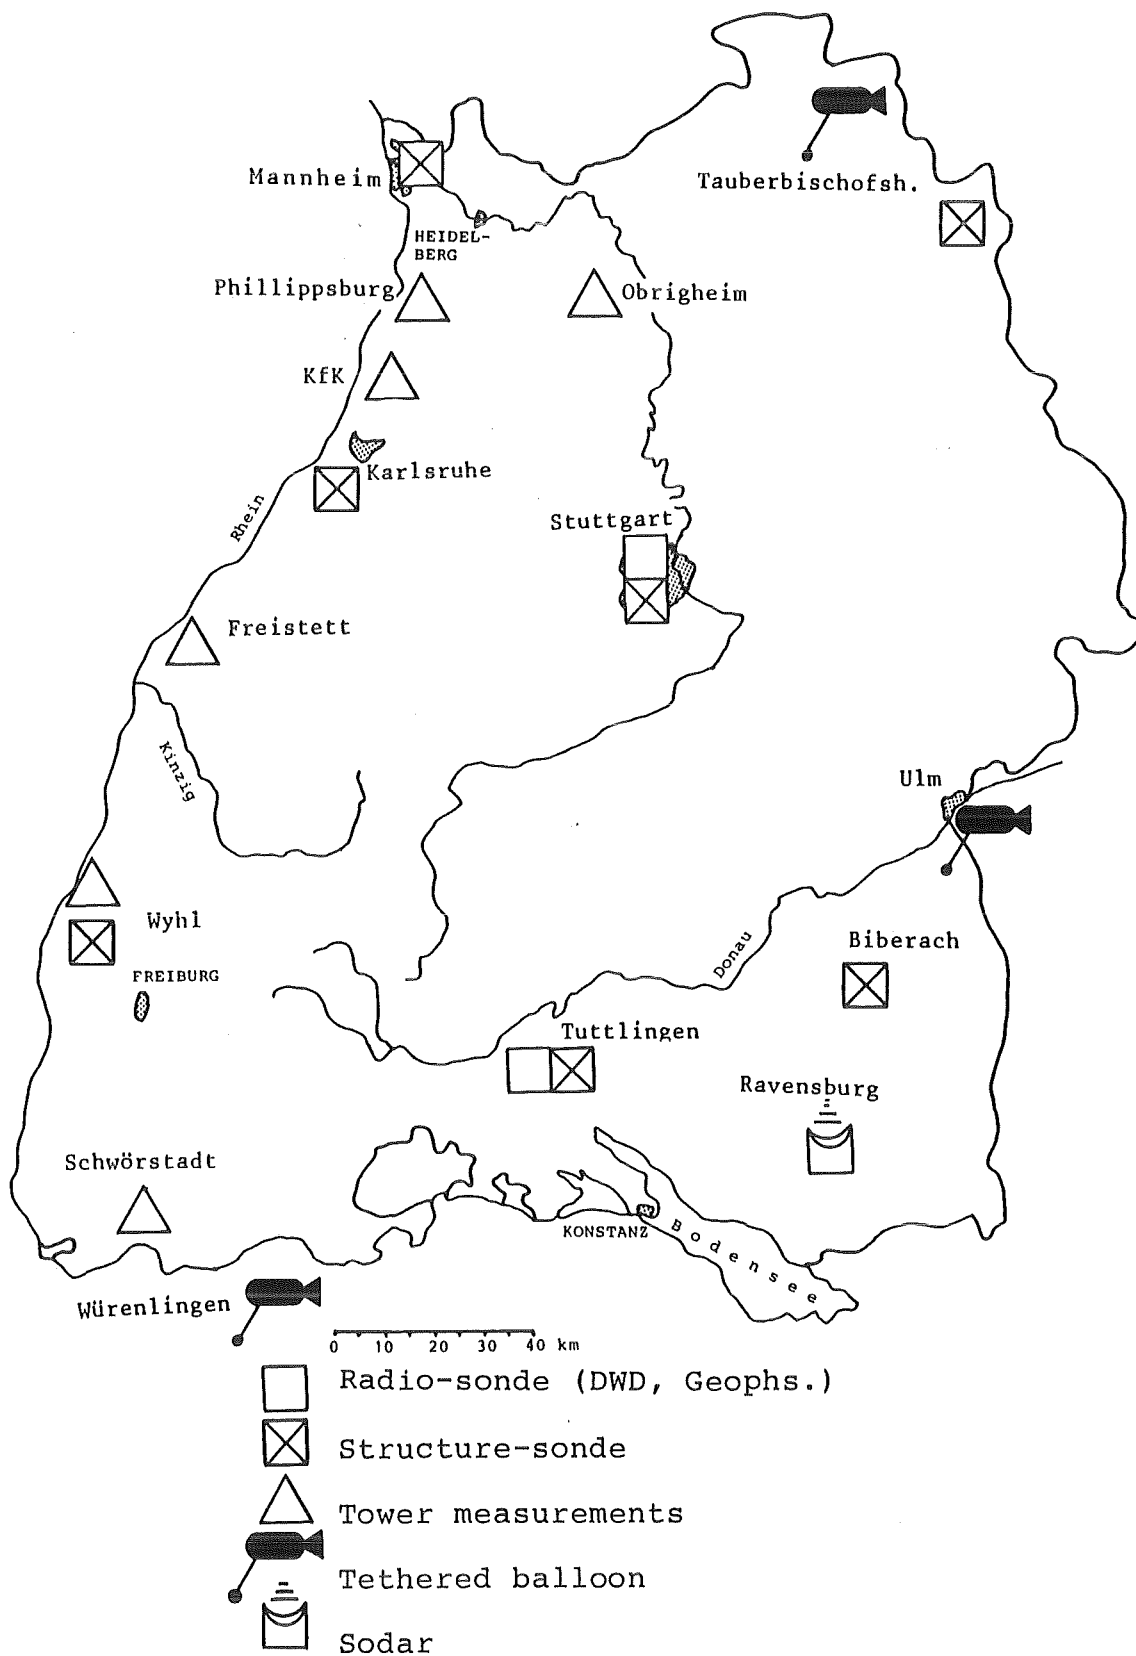 Mannheim
Tauberbischofsh.
HEIDEL-
BERG
Phillippsburg
Obrigheim
KfK
Karlsruhe
Rhein
Stuttgart
Freistett
Kinzig
Ulm
Wyhl
Donau
Biberach
FREIBURG
Tuttlingen
Ravensburg
Schwörstadt
KONSTANZ
Bodensee
Würenlingen
0 10 20 30 40 km
Radio-sonde (DWD, Geophs.)
Structure-sonde
Tower measurements
Tethered balloon
Sodar